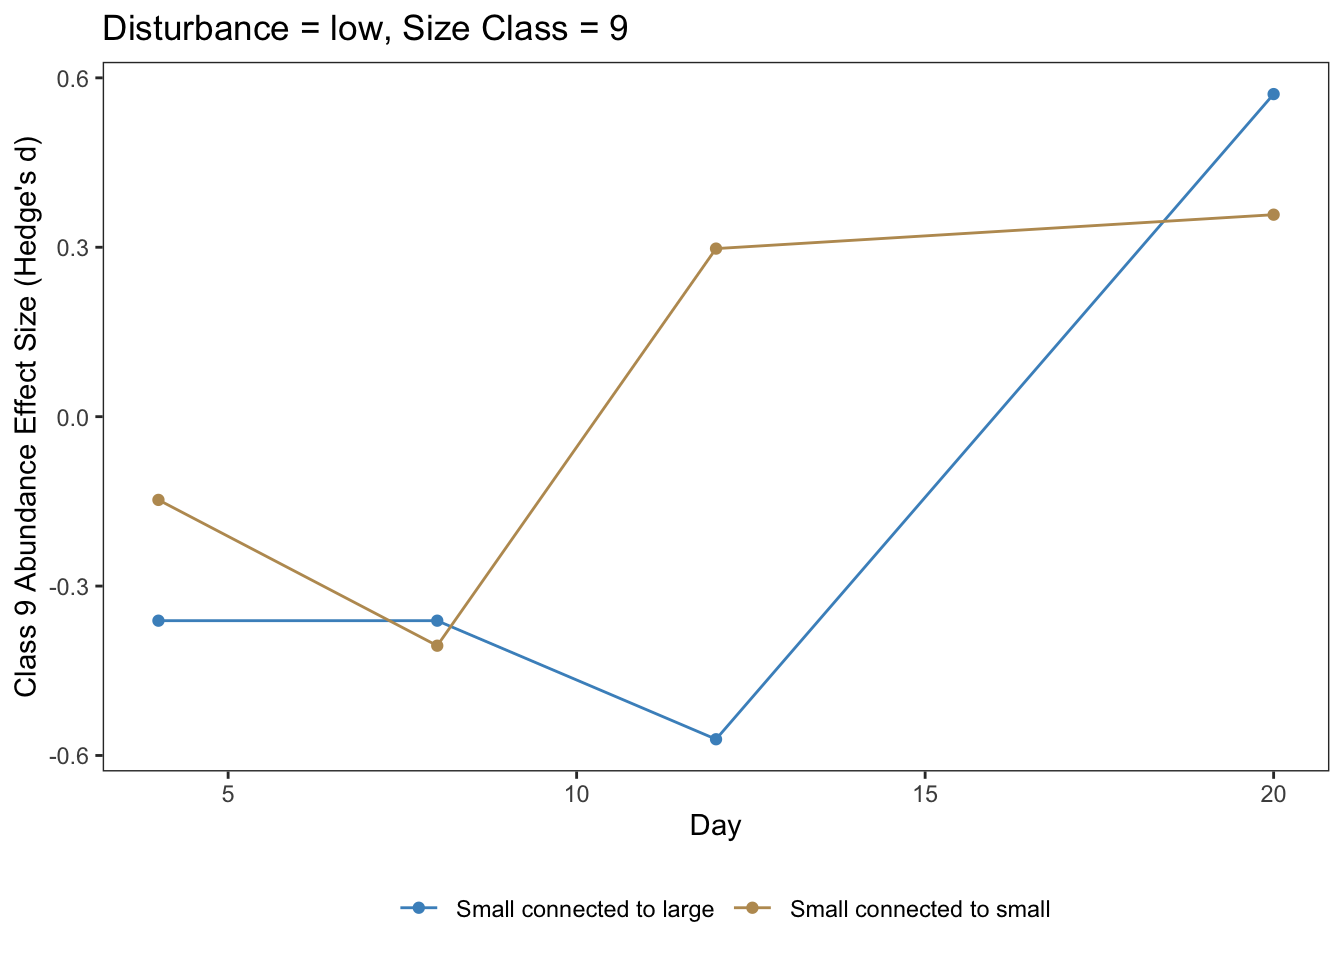 Disturbance = low, Size Class = 9
Class 9 Abundance Effect Size (Hedge's d)
0.6
0.3
0.0
-0.3
-0.6
5 10 15 20
Day
Small connected to large Small connected to small